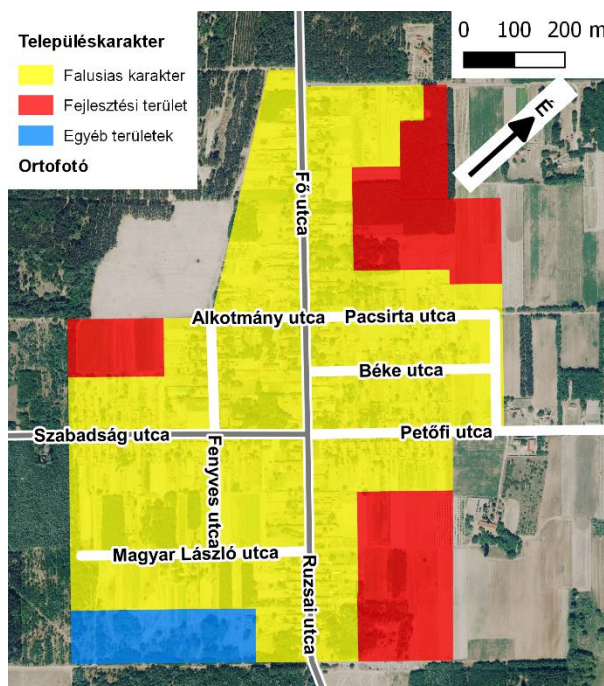 Településkarakter
Falusias karakter
Fejlesztési terület
Egyéb területek
Ortofotó
0 100 200 m
É
Fő utca
Alkotmány utca
Pacsirta utca
Béke utca
Szabadság utca
Petőfi utca
Fenyves utca
Magyar László utca
Ruzsai utca